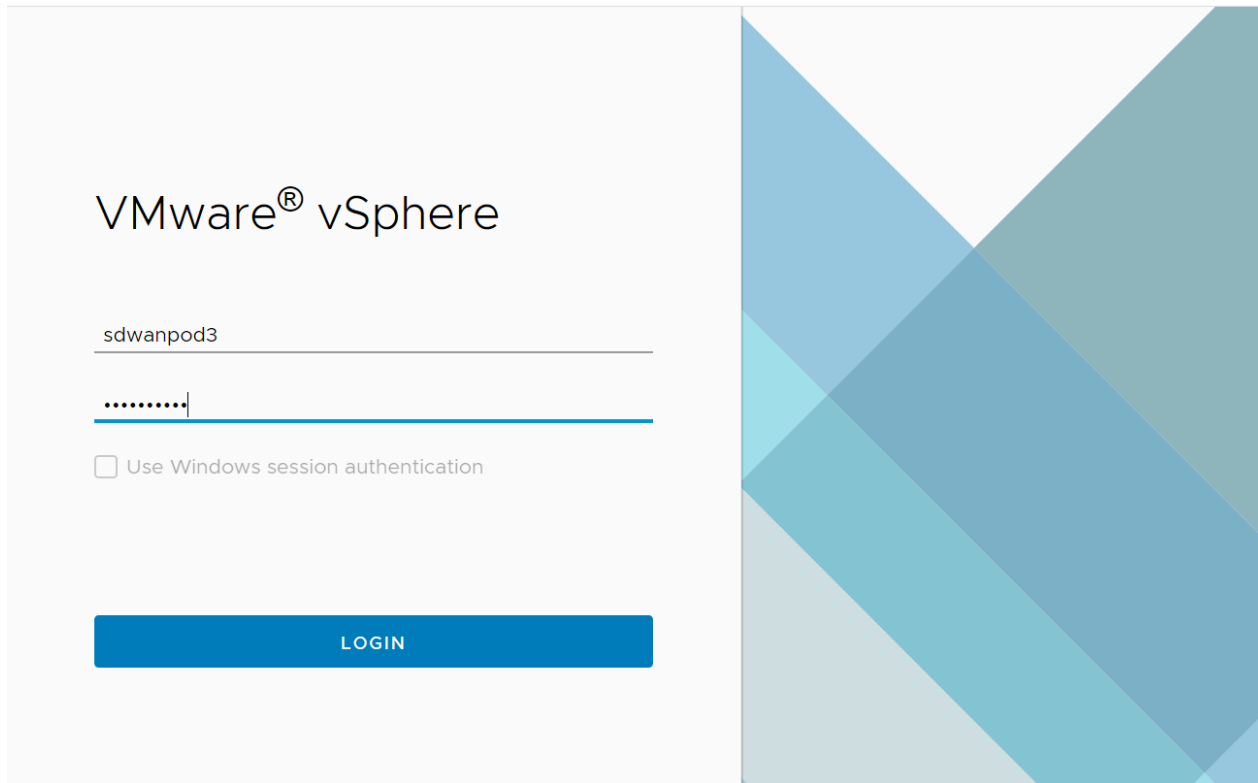 VMware® vSphere
sdwanpod3
••••••••••
Use Windows session authentication
LOGIN